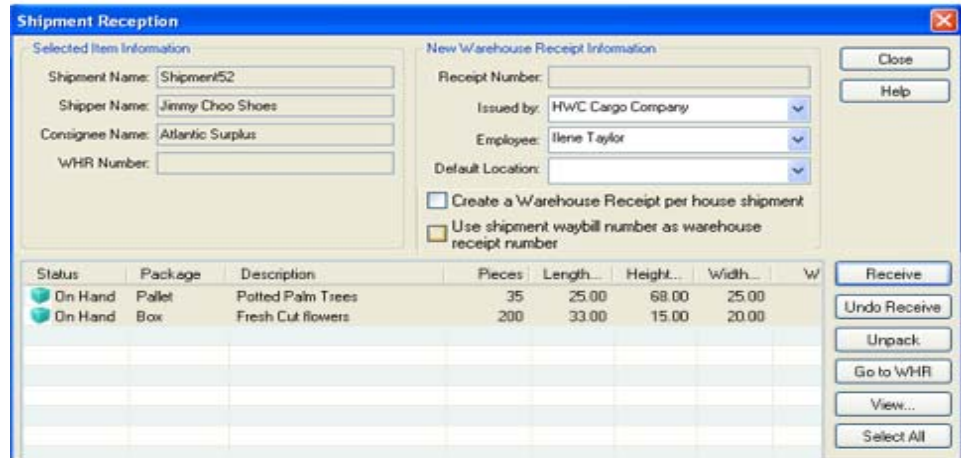 Shipment Reception
Selected Item Information
Shipment Name: Shipment52
Shipper Name: Jimmy Choo Shoes
Consignee Name: Atlantic Surplus
WHR Number:
New Warehouse Receipt Information
Receipt Number:
Issued by: HWC Cargo Company
Employee: Ilene Taylor
Default Location:
Create a Warehouse Receipt per house shipment
Use shipment waybill number as warehouse
receipt number
Close
Help
Status Package Description Pieces Length... Height... Width... W
On Hand Pallet Potted Palm Trees 35 25.00 68.00 25.00
On Hand Box Fresh Cut flowers 200 33.00 15.00 20.00
Receive
Undo Receive
Unpack
Go to WHR
View...
Select All